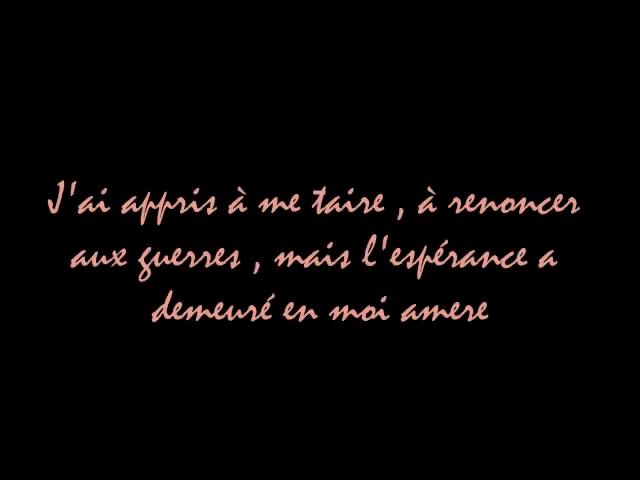 J'ai appris à me taire , à renoncer
aux guerres , mais l'espérance a
demeuré en moi amere